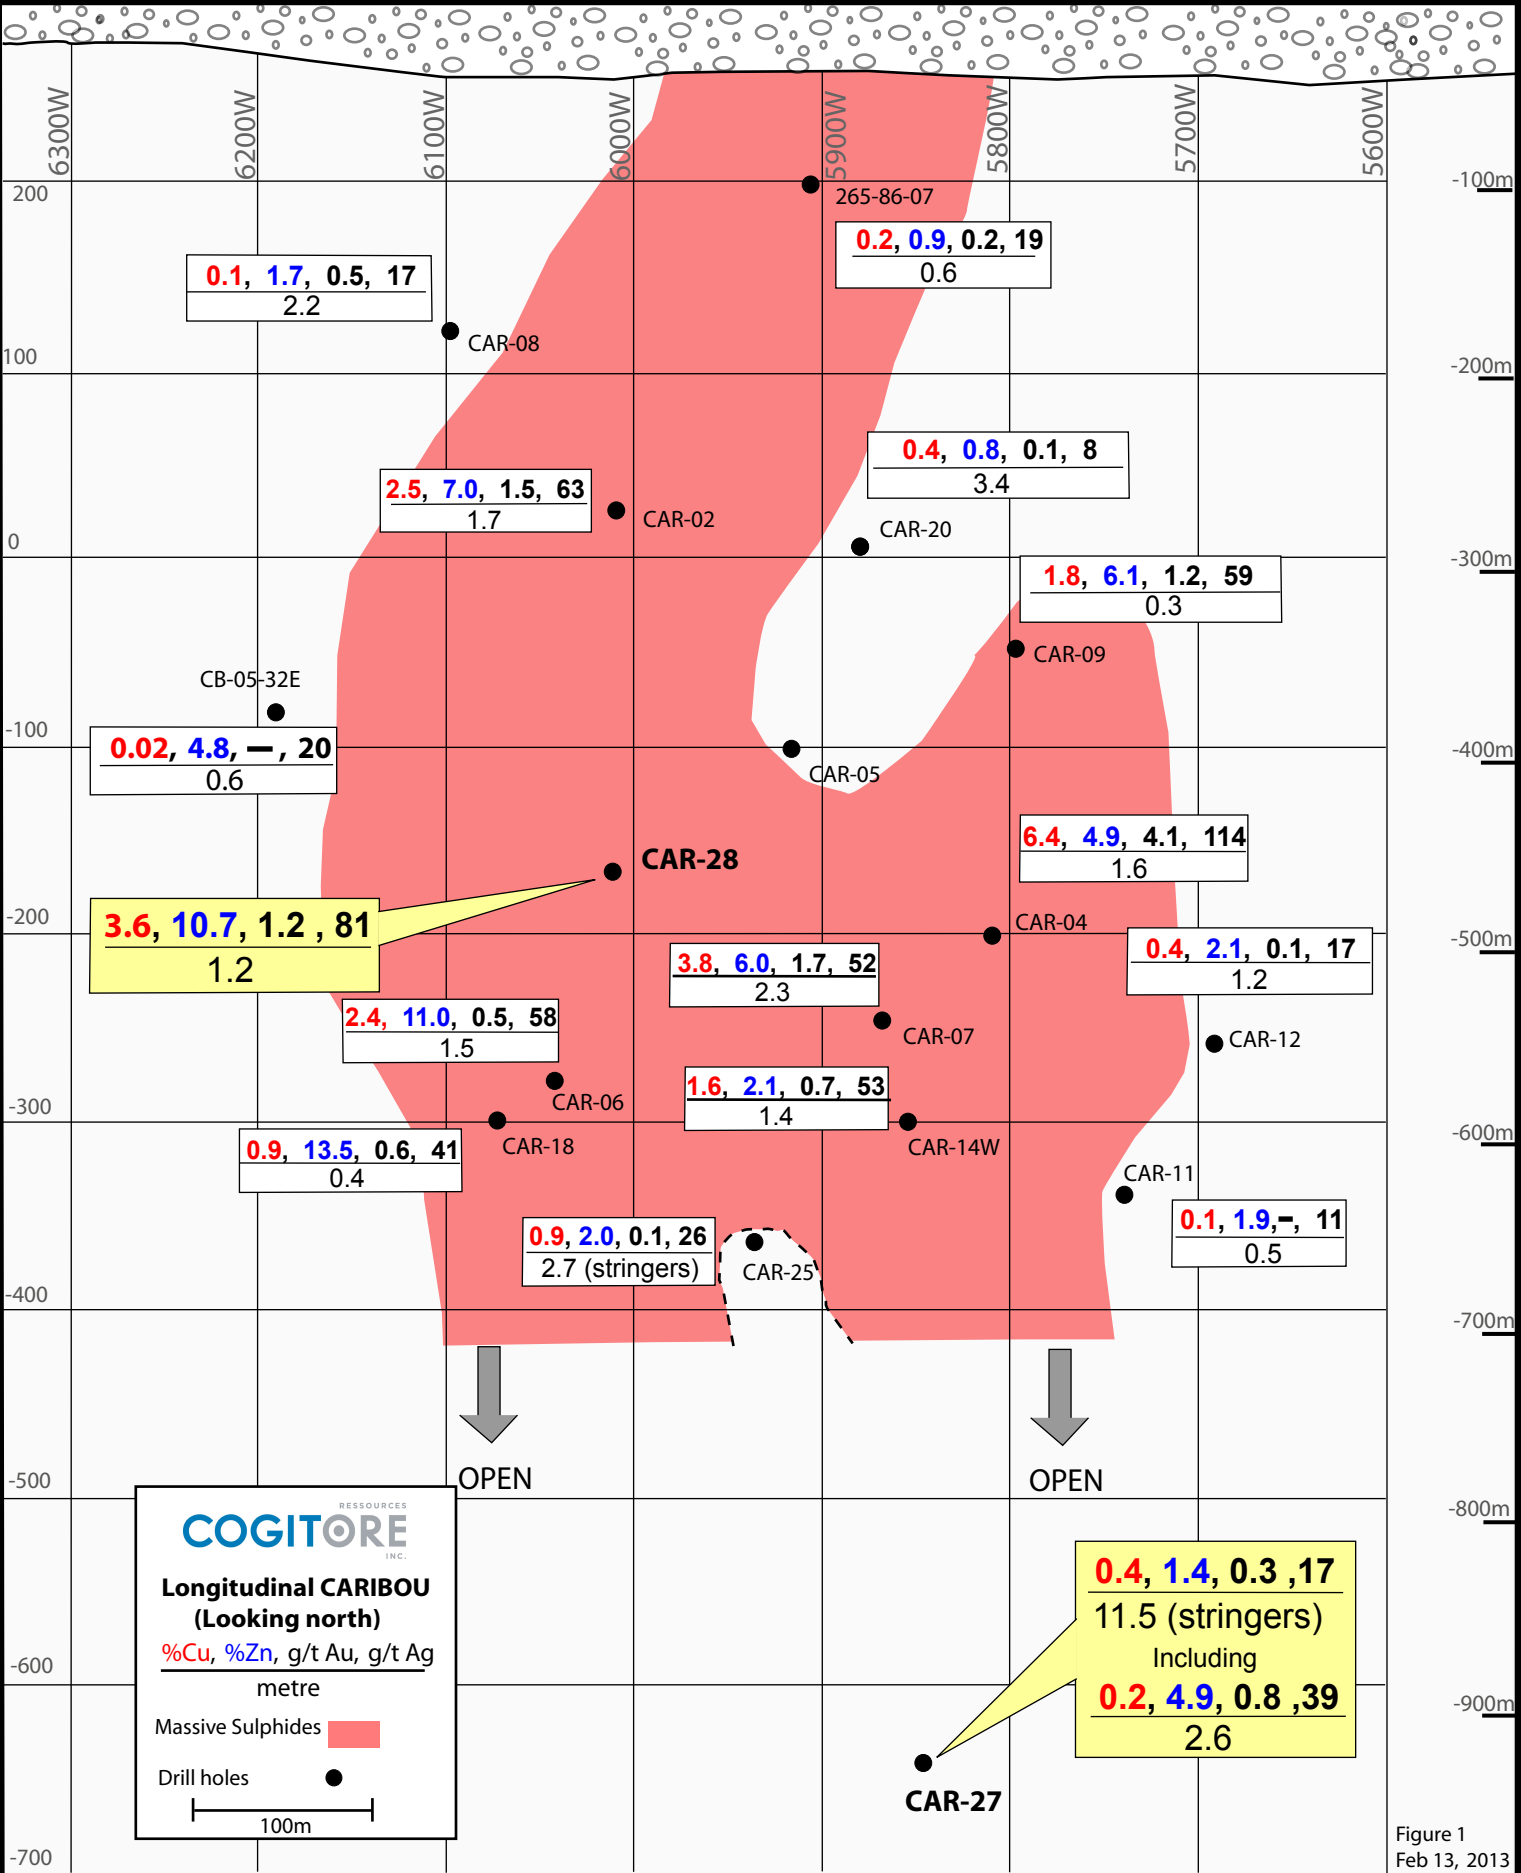 6300W
6200W
6100W
6000W
5900W
5800W
5700W
5600W
200
-100m
265-86-07
0.2, 0.9, 0.2, 19
0.6
0.1, 1.7, 0.5, 17
2.2
CAR-08
100
-200m
0.4, 0.8, 0.1, 8
3.4
2.5, 7.0, 1.5, 63
1.7
CAR-02
CAR-20
0
-300m
1.8, 6.1, 1.2, 59
0.3
CAR-09
CB-05-32E
-100
0.02, 4.8, –, 20
0.6
-400m
CAR-05
6.4, 4.9, 4.1, 114
1.6
CAR-28
-200
3.6, 10.7, 1.2 , 81
1.2
CAR-04
-500m
0.4, 2.1, 0.1, 17
1.2
3.8, 6.0, 1.7, 52
2.3
2.4, 11.0, 0.5, 58
1.5
CAR-07
CAR-12
1.6, 2.1, 0.7, 53
1.4
CAR-06
-300
-600m
CAR-18
CAR-14W
0.9, 13.5, 0.6, 41
0.4
CAR-11
0.1, 1.9,–, 11
0.5
0.9, 2.0, 0.1, 26
2.7 (stringers)
CAR-25
-400
-700m
OPEN
OPEN
-500
-800m
RESSOURCES
COGITORE
INC.
Longitudinal CARIBOU
(Looking north)
%Cu, %Zn, g/t Au, g/t Ag
metre
Massive Sulphides
Drill holes
100m
0.4, 1.4, 0.3 ,17
11.5 (stringers)
Including
0.2, 4.9, 0.8 ,39
2.6
-600
-900m
CAR-27
-700
Figure 1
Feb 13, 2013